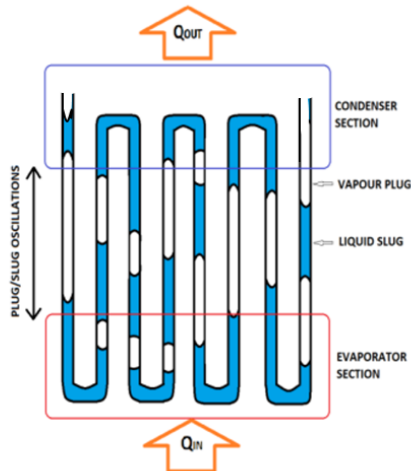 QOUT
CONDENSER
SECTION
VAPOUR PLUG
LIQUID SLUG
PLUG/SLUG OSCILLATIONS
EVAPORATOR
SECTION
QIN